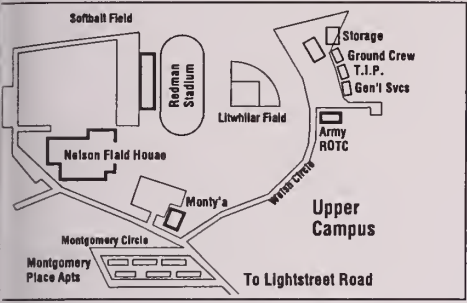 Softball Field
Storage
Ground Crew
T.I.P.
Gen'l Svcs
Redman
Stadium
Litwhiler Field
Army
ROTC
Nelson Field House
Welsh Circle
Monty's
Upper
Campus
Montgomery Circle
Montgomery
Place Apts
To Lightstreet Road